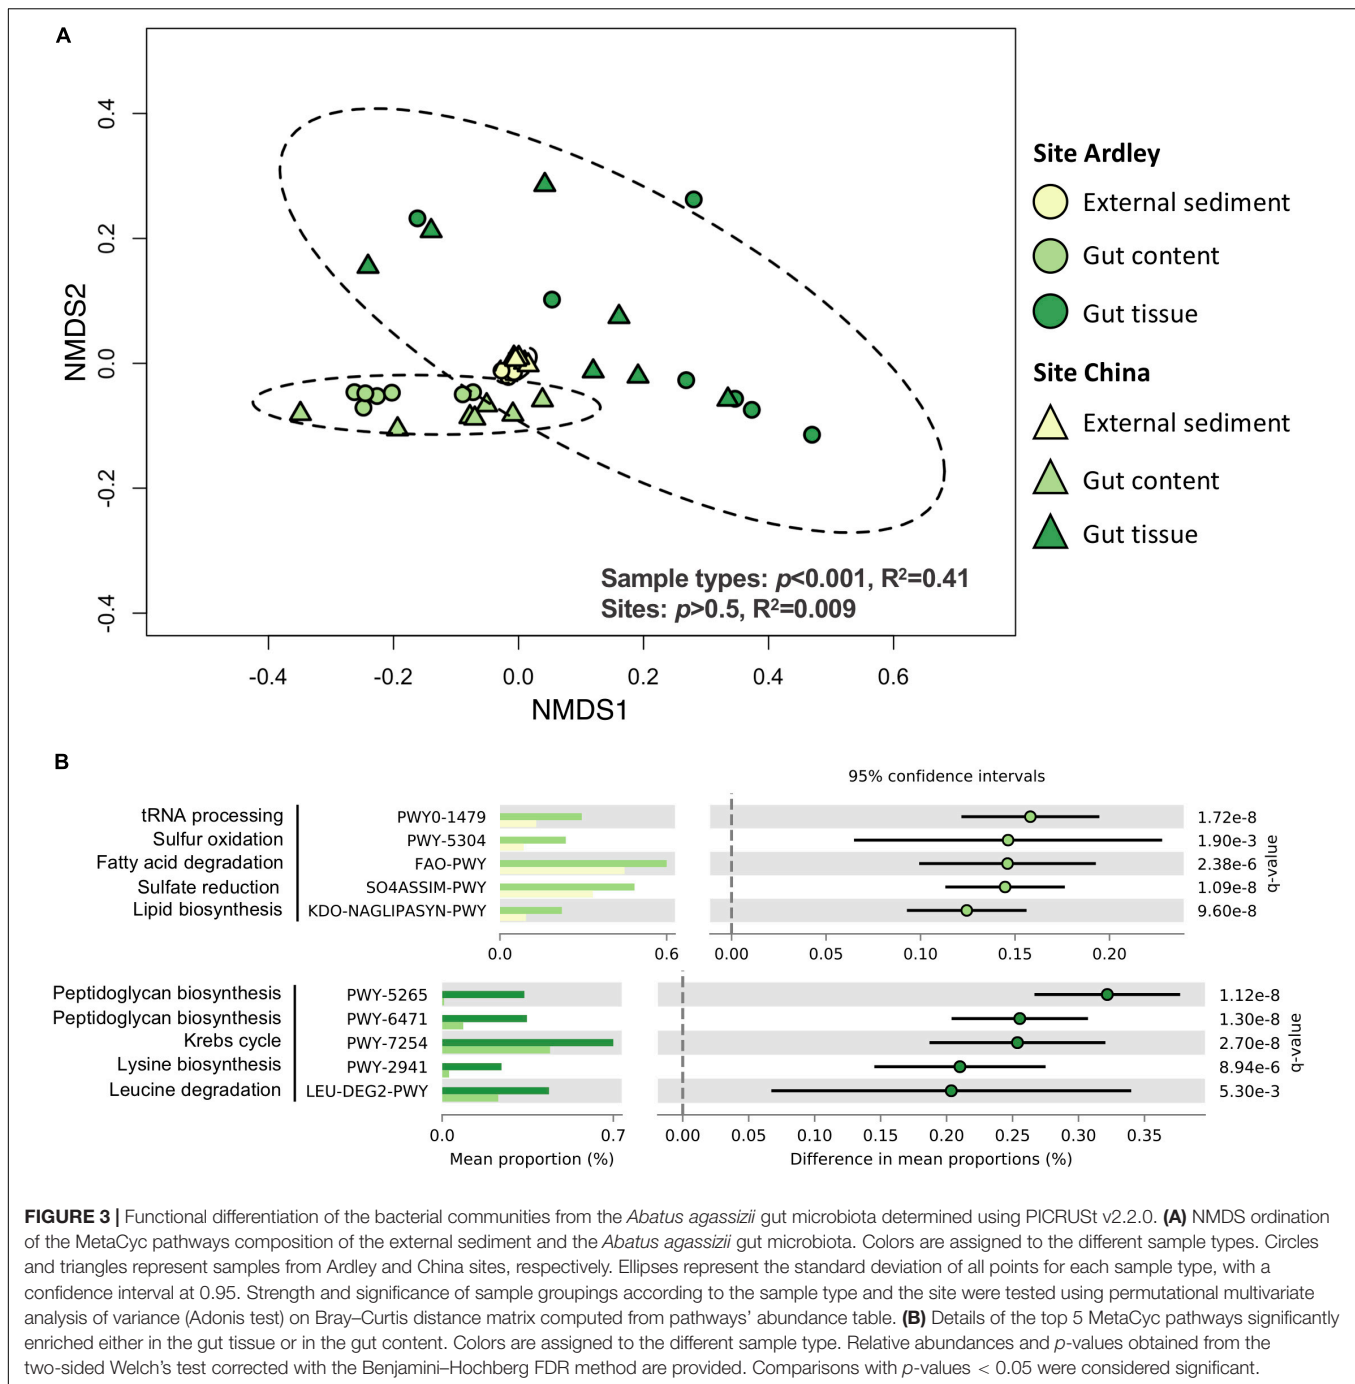 A
0.4
0.2
0.0
-0.2
-0.4
NMDS2
-0.4
-0.2
0.0
0.2
0.4
0.6
NMDS1
Sample types: p<0.001, R²=0.41
Sites: p>0.5, R²=0.009
Site Ardley
External sediment
Gut content
Gut tissue
Site China
External sediment
Gut content
Gut tissue
B
95% confidence intervals
tRNA processing PWY0-1479 1.72e-8
Sulfur oxidation PWY-5304 1.90e-3
Fatty acid degradation FAO-PWY 2.38e-6
Sulfate reduction SO4ASSIM-PWY 1.09e-8
Lipid biosynthesis KDO-NAGLIPASYN-PWY 9.60e-8
q-value
0.0 0.6 0.00 0.05 0.10 0.15 0.20
Peptidoglycan biosynthesis PWY-5265 1.12e-8
Peptidoglycan biosynthesis PWY-6471 1.30e-8
Krebs cycle PWY-7254 2.70e-8
Lysine biosynthesis PWY-2941 8.94e-6
Leucine degradation LEU-DEG2-PWY 5.30e-3
q-value
0.0 0.7 0.00 0.05 0.10 0.15 0.20 0.25 0.30 0.35
Mean proportion (%) Difference in mean proportions (%)
FIGURE 3 | Functional differentiation of the bacterial communities from the Abatus agassizii gut microbiota determined using PICRUSt v2.2.0. (A) NMDS ordination
of the MetaCyc pathways composition of the external sediment and the Abatus agassizii gut microbiota. Colors are assigned to the different sample types. Circles
and triangles represent samples from Ardley and China sites, respectively. Ellipses represent the standard deviation of all points for each sample type, with a
confidence interval at 0.95. Strength and significance of sample groupings according to the sample type and the site were tested using permutational multivariate
analysis of variance (Adonis test) on Bray–Curtis distance matrix computed from pathways' abundance table. (B) Details of the top 5 MetaCyc pathways significantly
enriched either in the gut tissue or in the gut content. Colors are assigned to the different sample type. Relative abundances and p-values obtained from the
two-sided Welch's test corrected with the Benjamini–Hochberg FDR method are provided. Comparisons with p-values < 0.05 were considered significant.